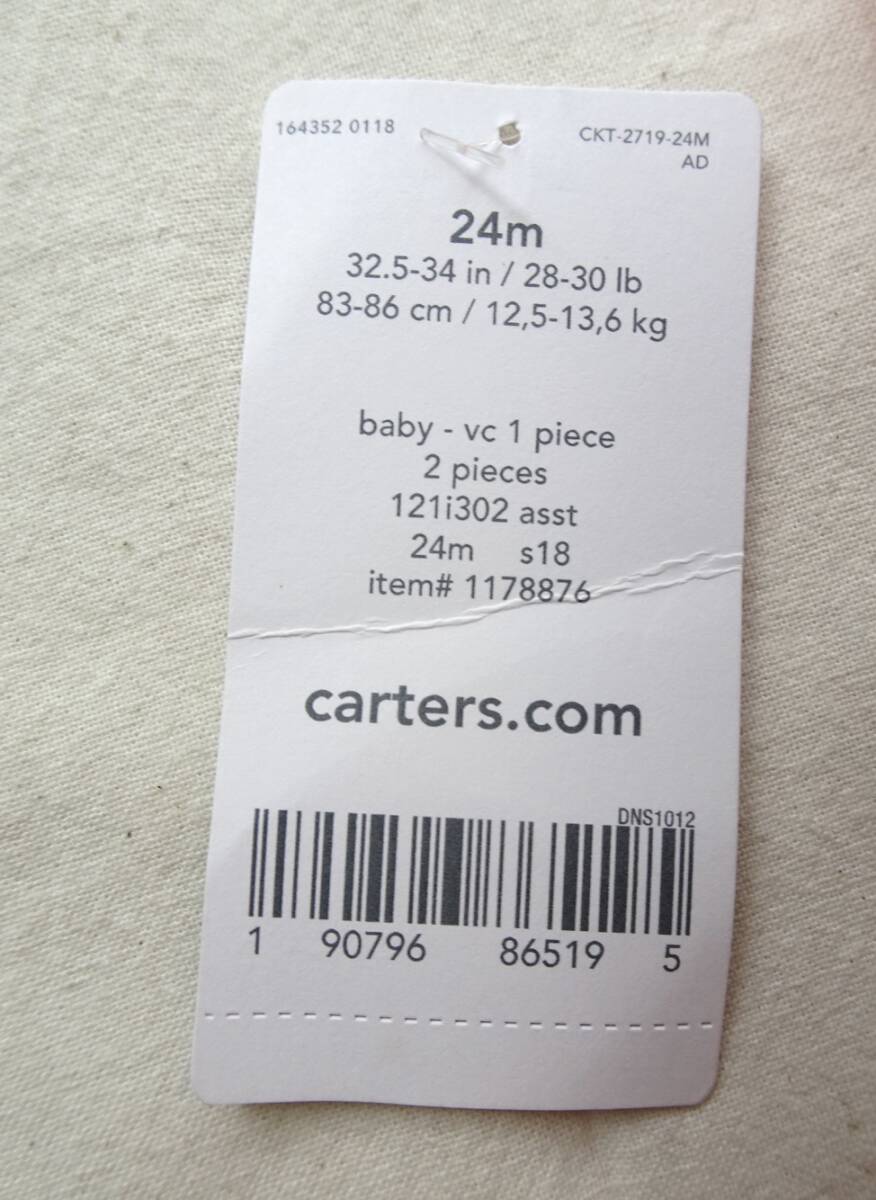 164352 0118
CKT-2719-24M
AD
24m
32.5-34 in / 28-30 lb
83-86 cm / 12,5-13,6 kg
baby - vc 1 piece
2 pieces
121i302 asst
24m s18
item# 1178876
carters.com
DNS1012
1 90796 86519 5